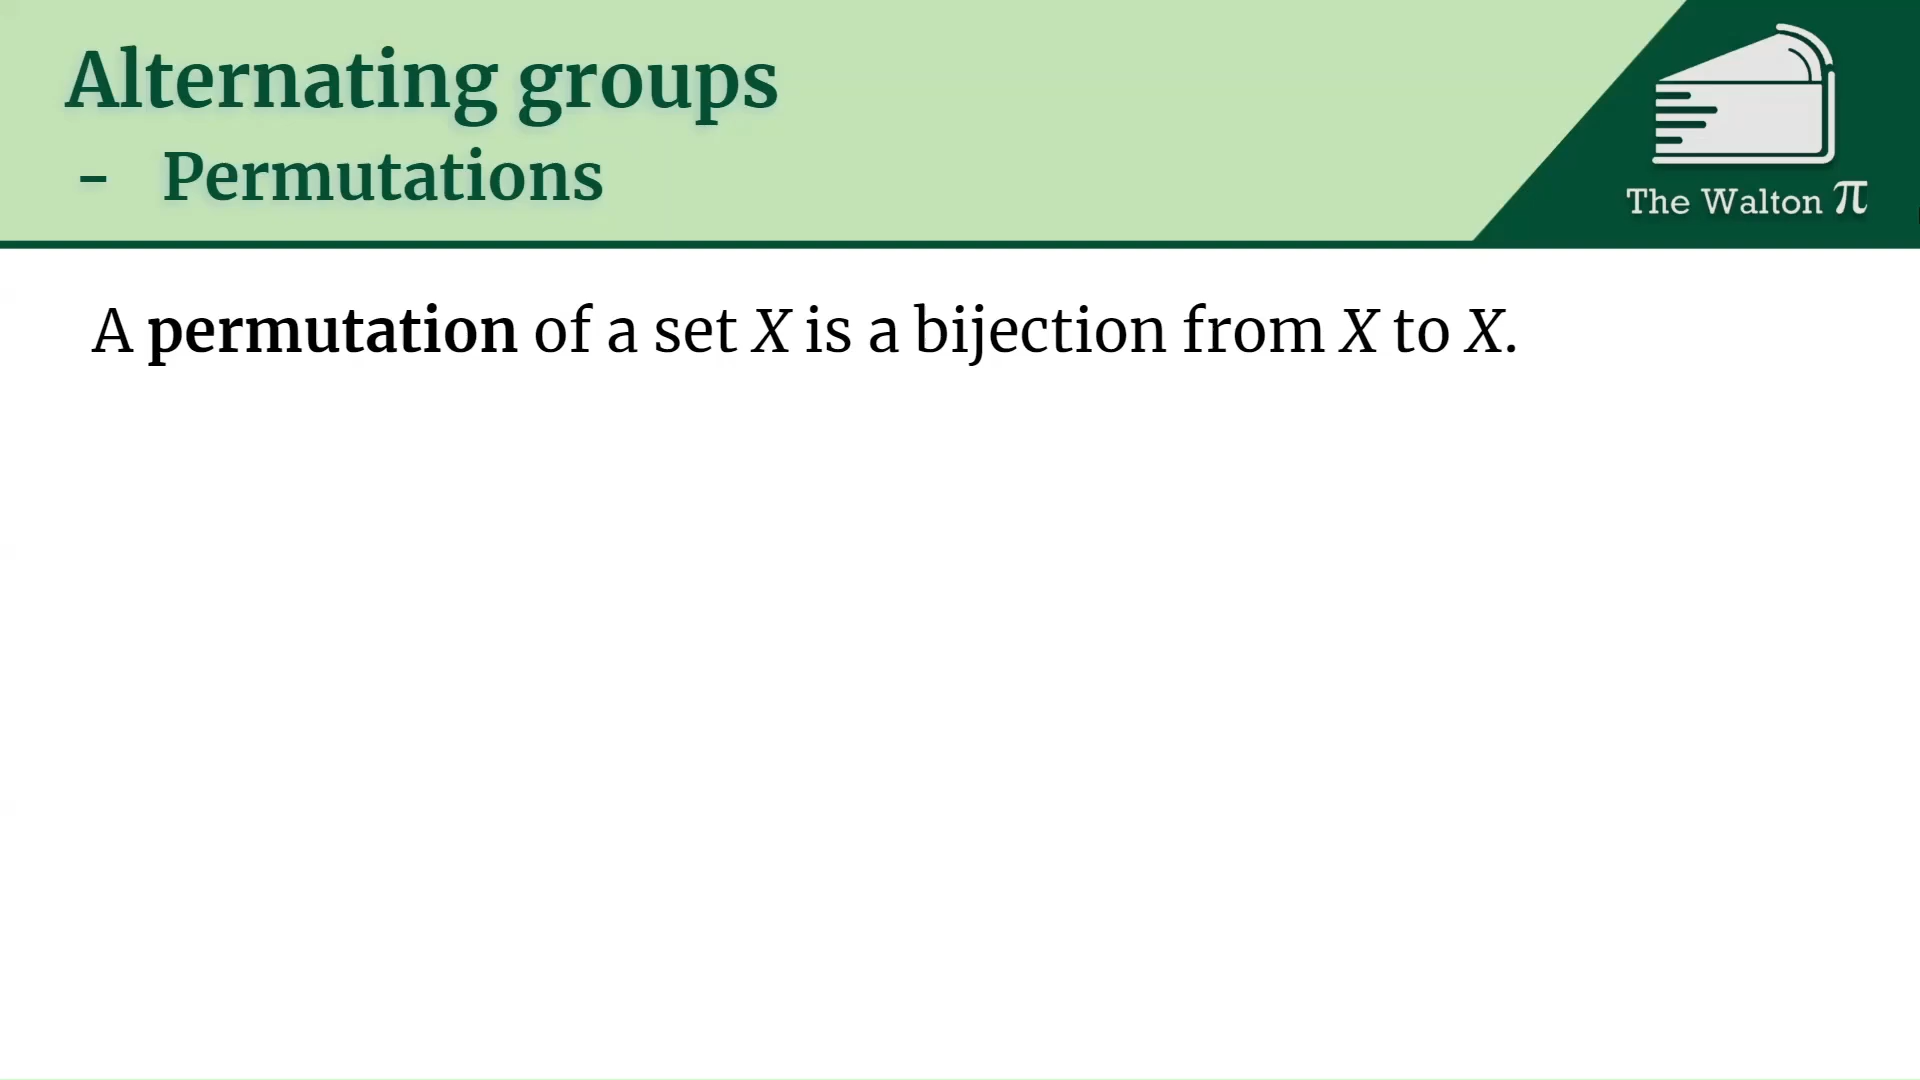 Alternating groups
- Permutations
The Walton π
A permutation of a set X is a bijection from X to X.